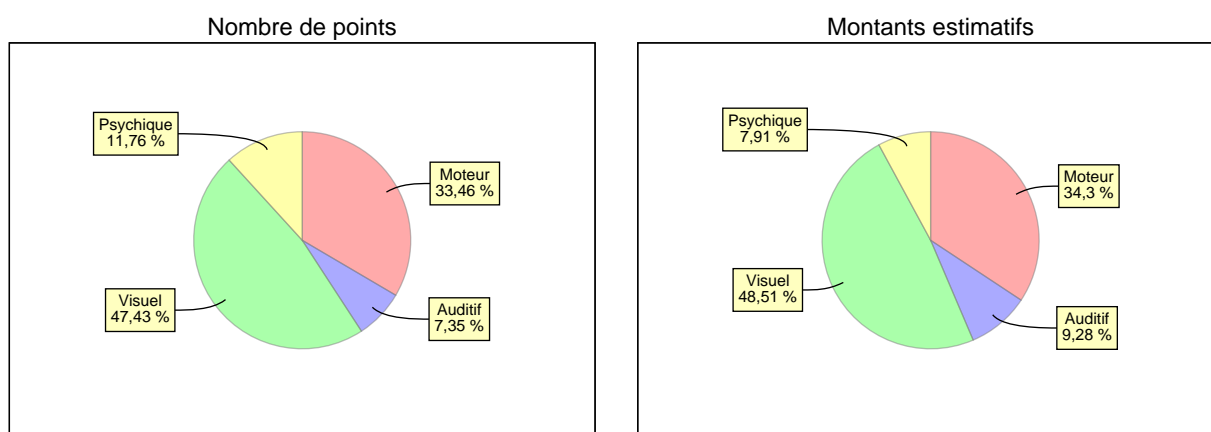 Nombre de points
Psychique
11,76 %
Moteur
33,46 %
Visuel
47,43 %
Auditif
7,35 %
Montants estimatifs
Psychique
7,91 %
Moteur
34,3 %
Visuel
48,51 %
Auditif
9,28 %